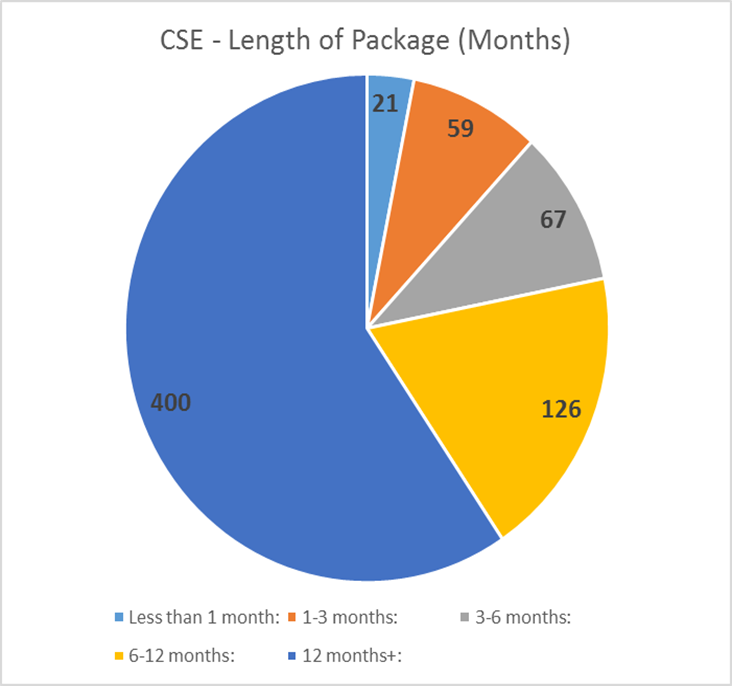 CSE - Length of Package (Months)
21
59
67
126
400
Less than 1 month: 1-3 months: 3-6 months:
6-12 months: 12 months+: